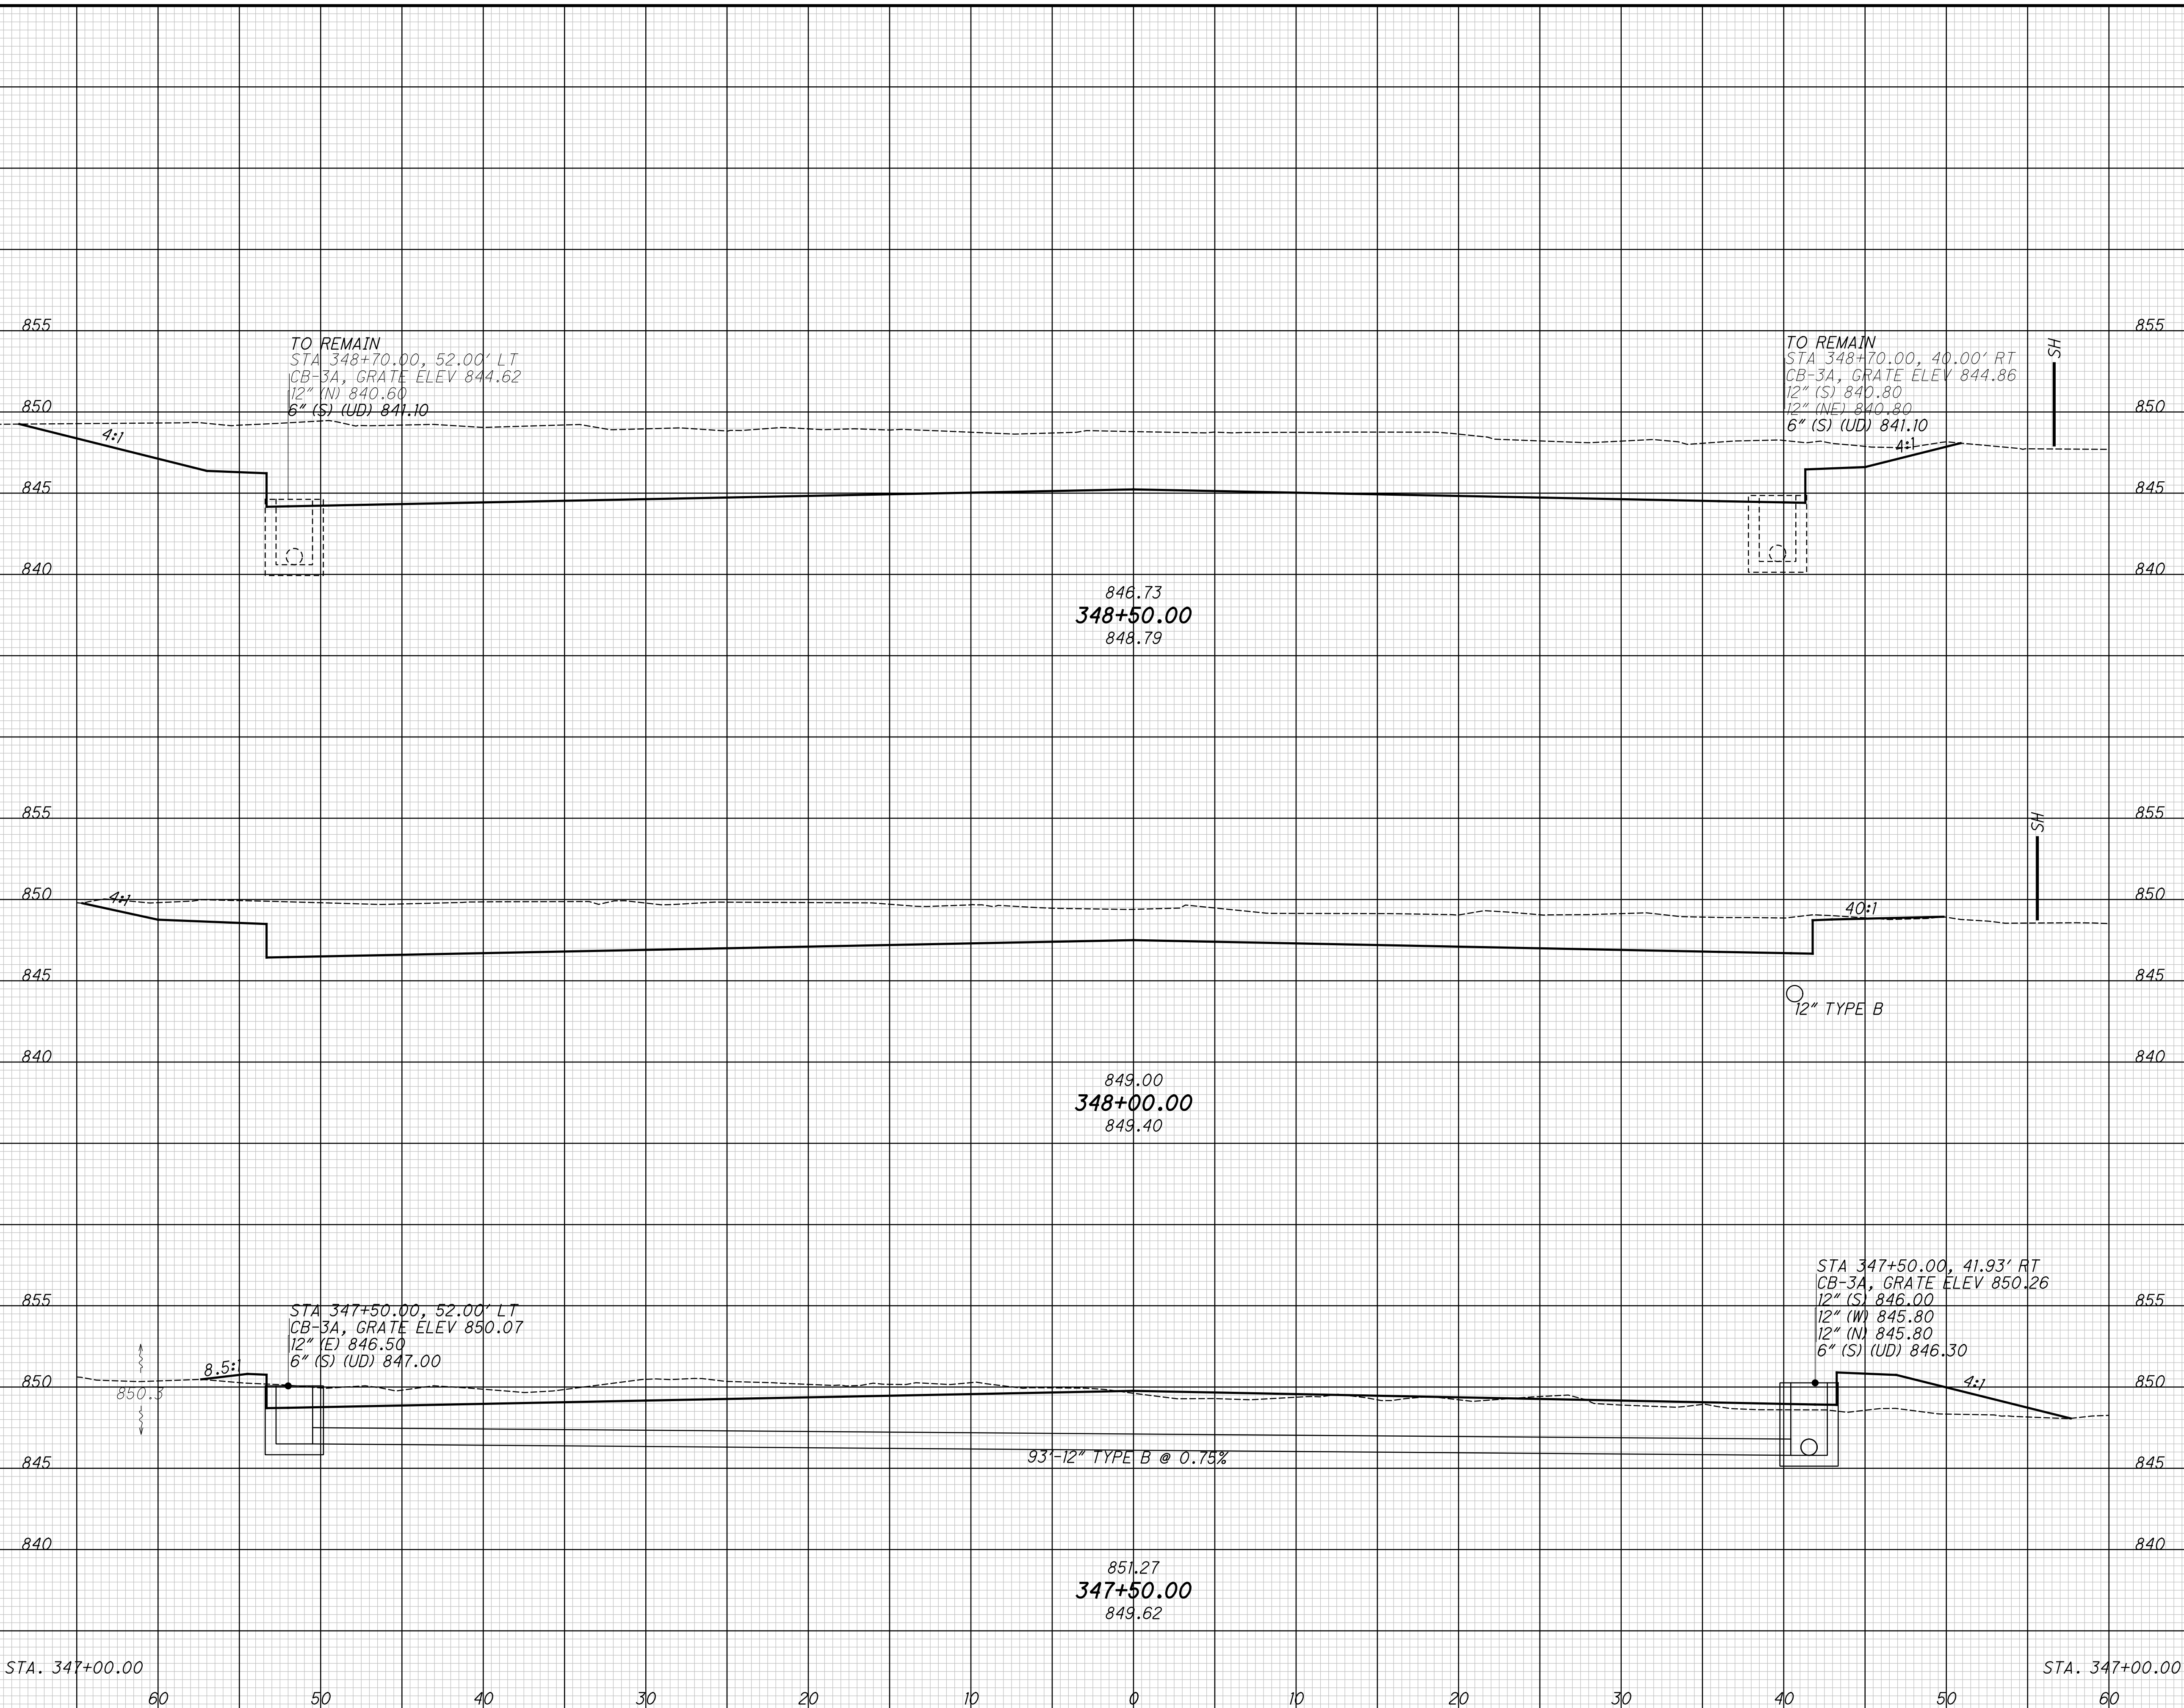 855
855
TO REMAIN
STA 348+70.00, 52.00' LT
CB-3A, GRATE ELEV 844.62
12" (N) 840.60
6" (S) (UD) 841.10
TO REMAIN
STA 348+70.00, 40.00' RT
CB-3A, GRATE ELEV 844.86
12" (S) 840.80
12" (NE) 840.80
6" (S) (UD) 841.10
SH
850
850
4:1
4:1
845
845
840
840
846.73
348+50.00
848.79
855
855
SH
850
850
4:1
40:1
845
845
12" TYPE B
840
840
849.00
348+00.00
849.40
STA 347+50.00, 41.93' RT
CB-3A, GRATE ELEV 850.26
12" (S) 846.00
12" (W) 845.80
12" (N) 845.80
6" (S) (UD) 846.30
855
855
STA 347+50.00, 52.00' LT
CB-3A, GRATE ELEV 850.07
12" (E) 846.50
6" (S) (UD) 847.00
850
850
8.5:1
850.3
4:1
93'-12" TYPE B @ 0.75%
845
845
840
840
851.27
347+50.00
849.62
STA. 347+00.00
STA. 347+00.00
60 50 40 30 20 10 0 10 20 30 40 50 60